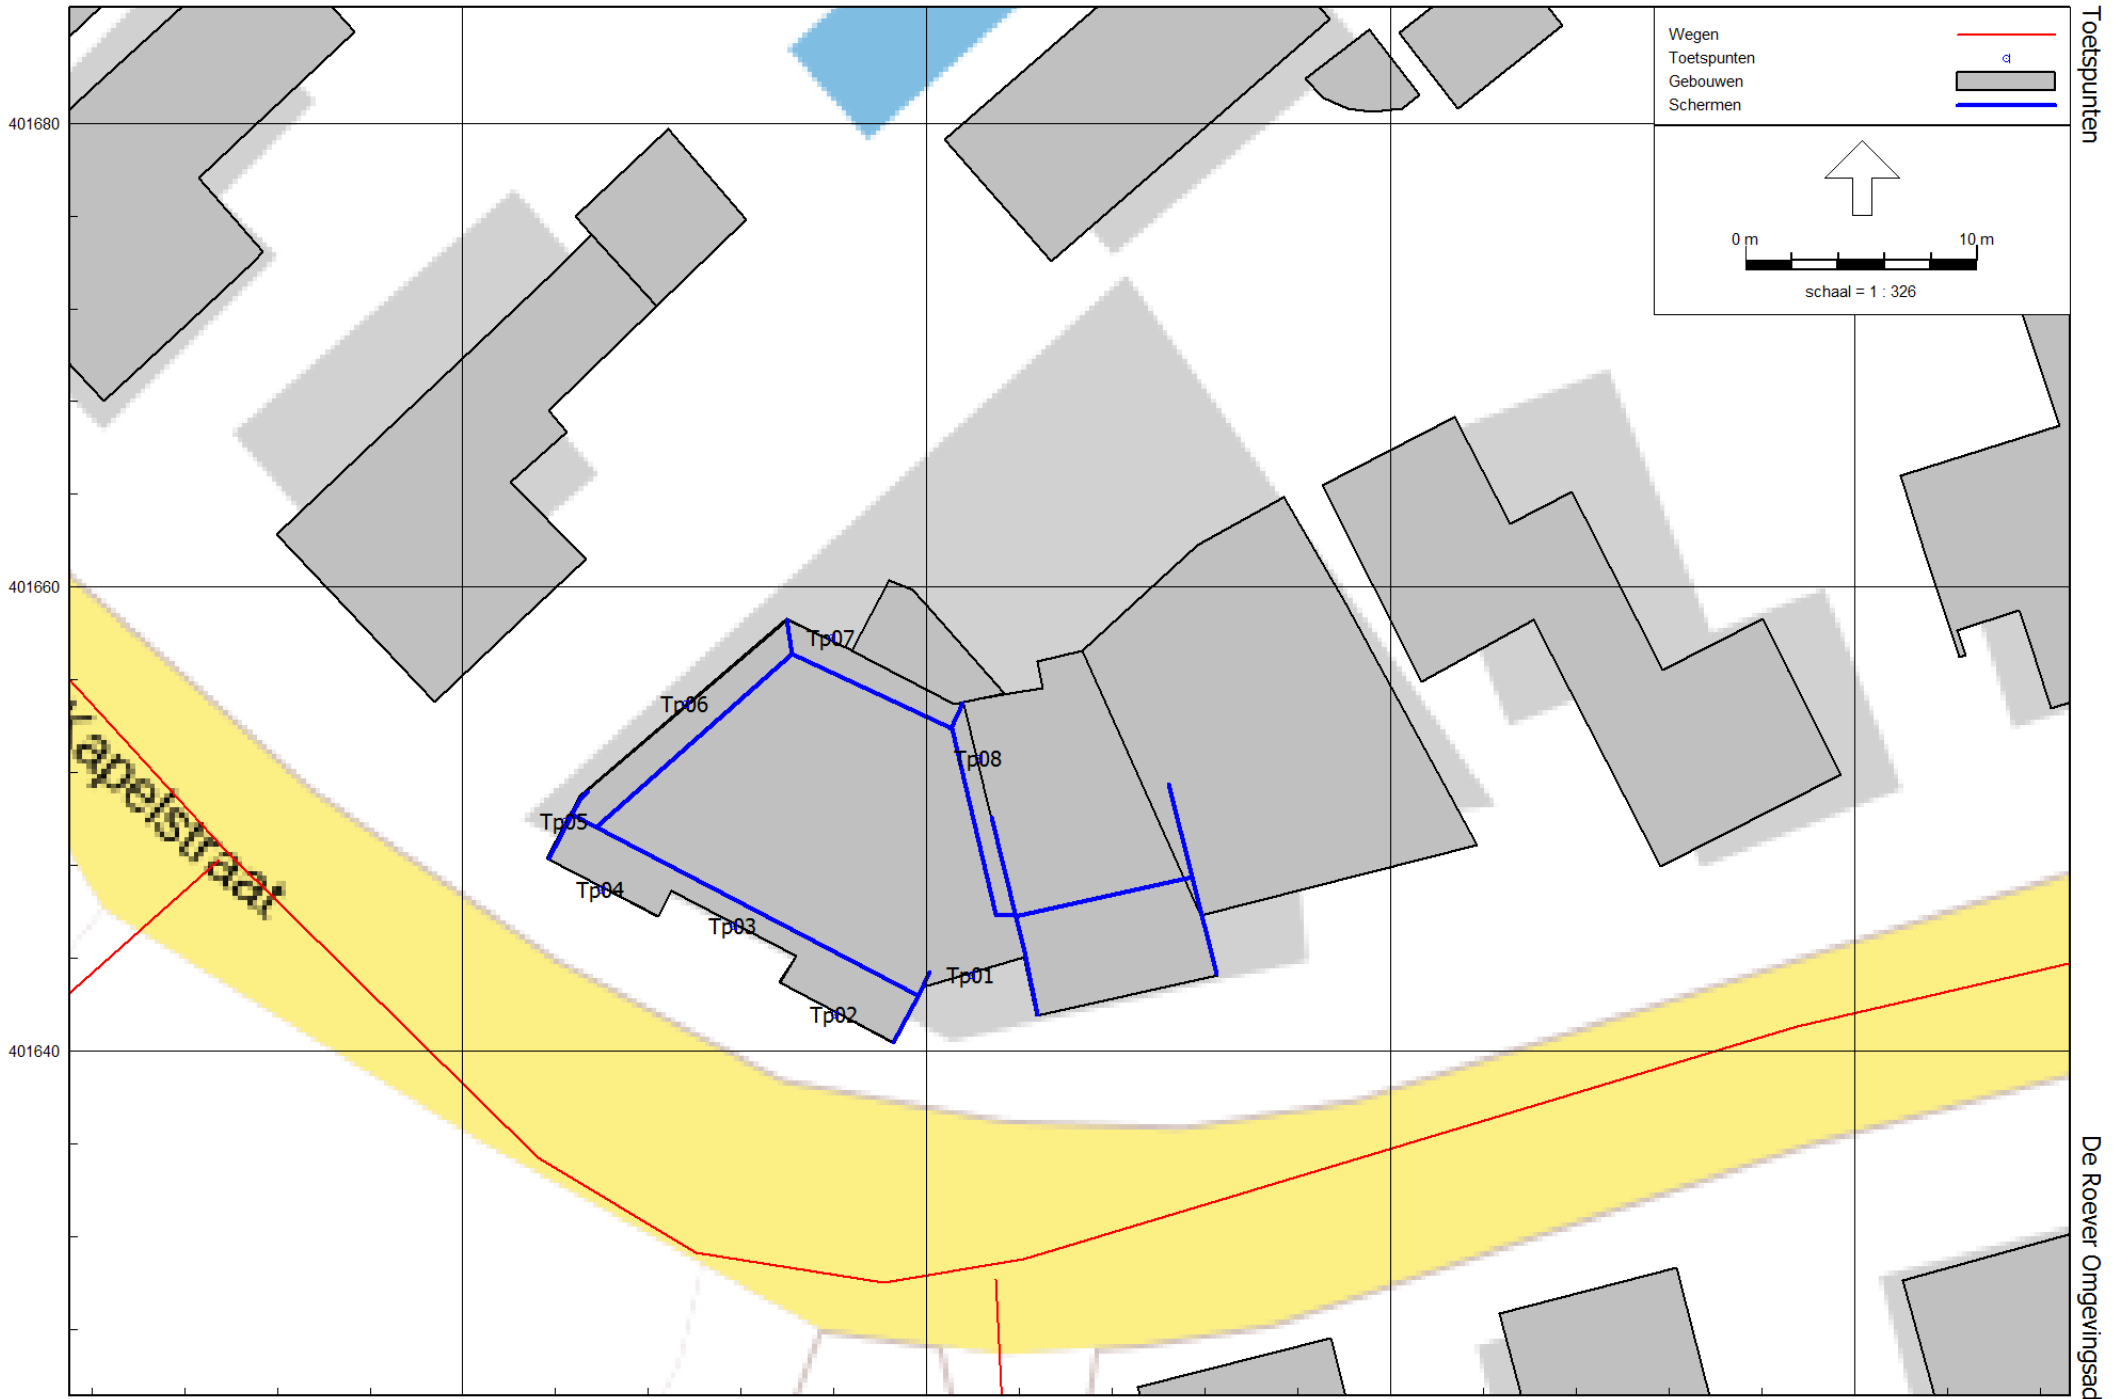 Toetspunten
Wegen
Toetspunten
Gebouwen
Schermen
401680
0 m 10 m
schaal = 1 : 326
401660
Tp07
Tp06
Tp08
Kapelstraat
Tp05
Tp04
Tp03
Tp01
Tp02
401640
De Roever Omgevingsad